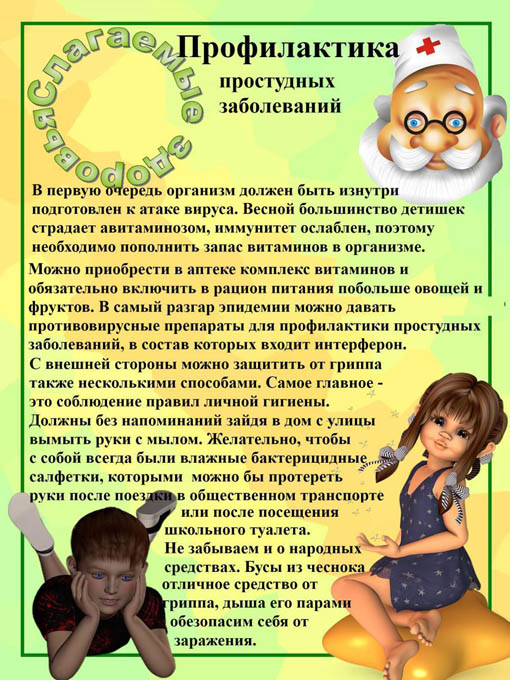 Слагаемые здоровья
Профилактика
простудных
заболеваний
В первую очередь организм должен быть изнутри
подготовлен к атаке вируса. Весной большинство детишек
страдает авитаминозом, иммунитет ослаблен, поэтому
необходимо пополнить запас витаминов в организме.
Можно приобрести в аптеке комплекс витаминов и
обязательно включить в рацион питания побольше овощей и
фруктов. В самый разгар эпидемии можно давать
противовирусные препараты для профилактики простудных
заболеваний, в состав которых входит интерферон.
С внешней стороны можно защитить от гриппа
также несколькими способами. Самое главное -
это соблюдение правил личной гигиены.
Должны без напоминаний зайдя в дом с улицы
вымыть руки с мылом. Желательно, чтобы
с собой всегда были влажные бактерицидные
салфетки, которыми можно бы протереть
руки после поездки в общественном транспорте
или после посещения
школьного туалета.
Не забываем и о народных
средствах. Бусы из чеснока
отличное средство от
гриппа, дыша его парами
обезопасим себя от
заражения.